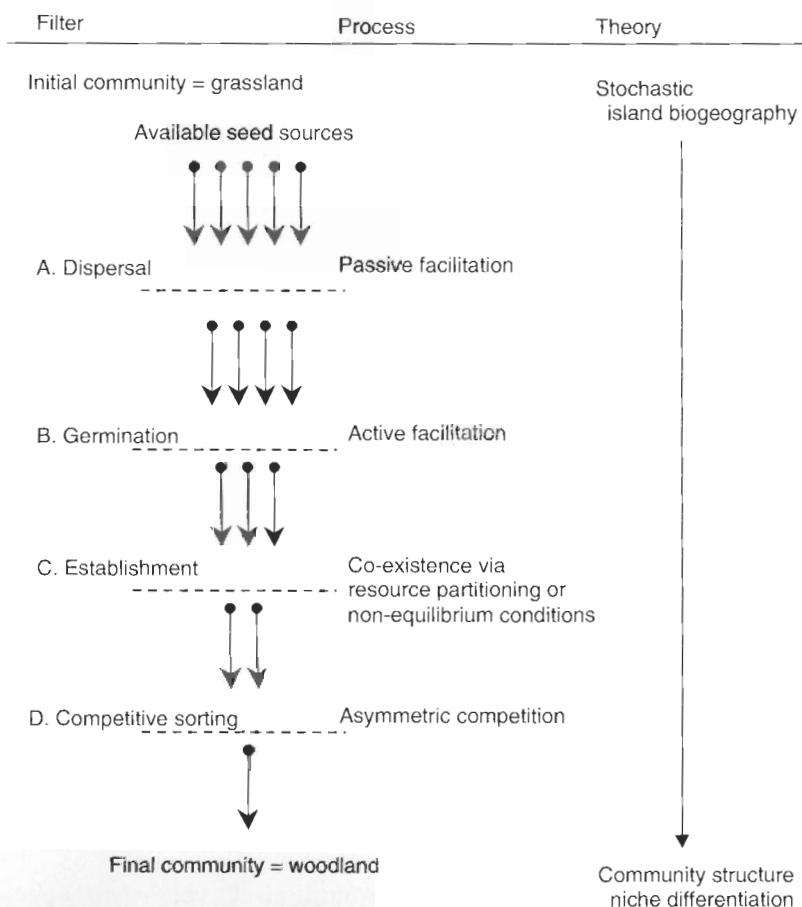 Filter Process Theory
Initial community = grassland
Stochastic
island biogeography
Available seed sources
A. Dispersal Passive facilitation
B. Germination Active facilitation
C. Establishment Co-existence via
resource partitioning or
non-equilibrium conditions
D. Competitive sorting Asymmetric competition
Final community = woodland
Community structure
niche differentiation